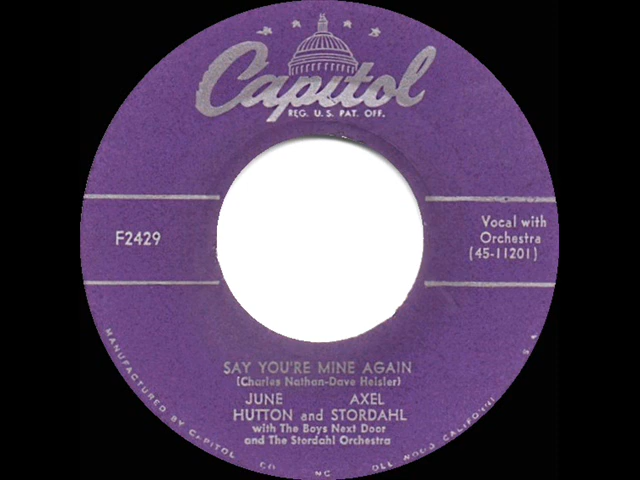 Capitol
REG. U.S. PAT. OFF.
F2429
Vocal with
Orchestra
(45-11201)
SAY YOU'RE MINE AGAIN
(Charles Nathan-Dave Heisler)
JUNE AXEL
HUTTON and STORDAHL
with The Boys Next Door
and The Stordahl Orchestra
MANUFACTURED BY CAPITOL